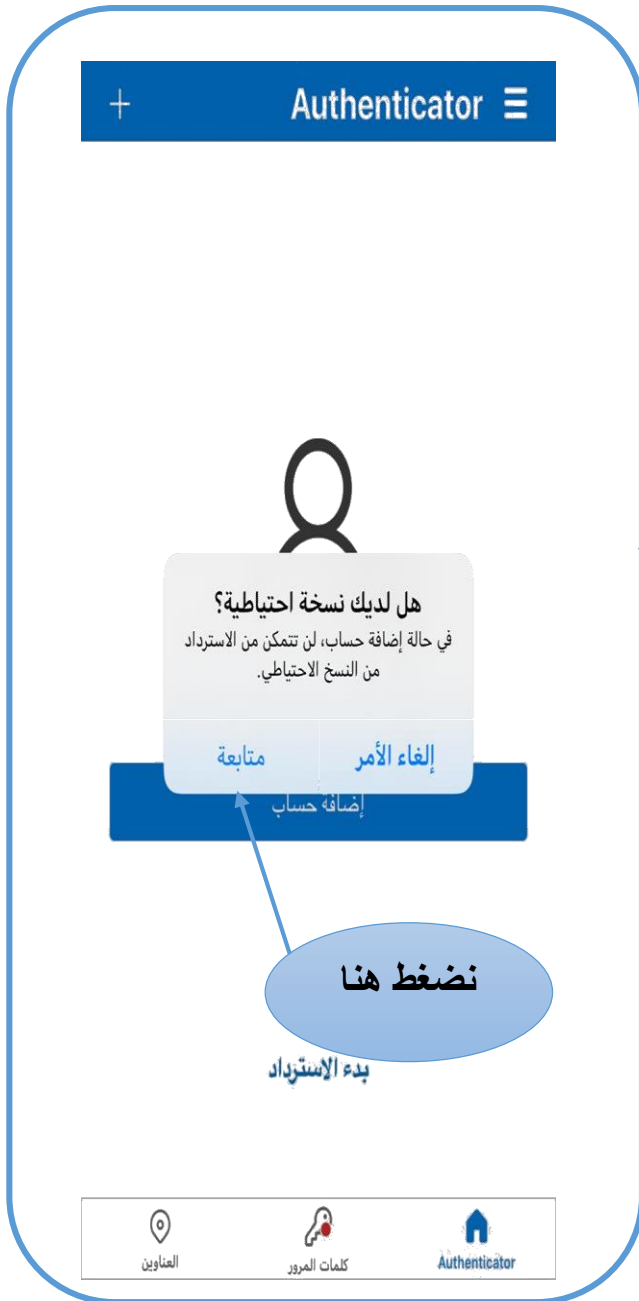 Authenticator
هل لديك نسخة احتياطية؟
في حالة إضافة حساب، لن تتمكن من الاسترداد
من النسخ الاحتياطي.
إلغاء الأمر
متابعة
إضافة حساب
نضغط هنا
بدء الاسترداد
Authenticator
كلمات المرور
العناوين